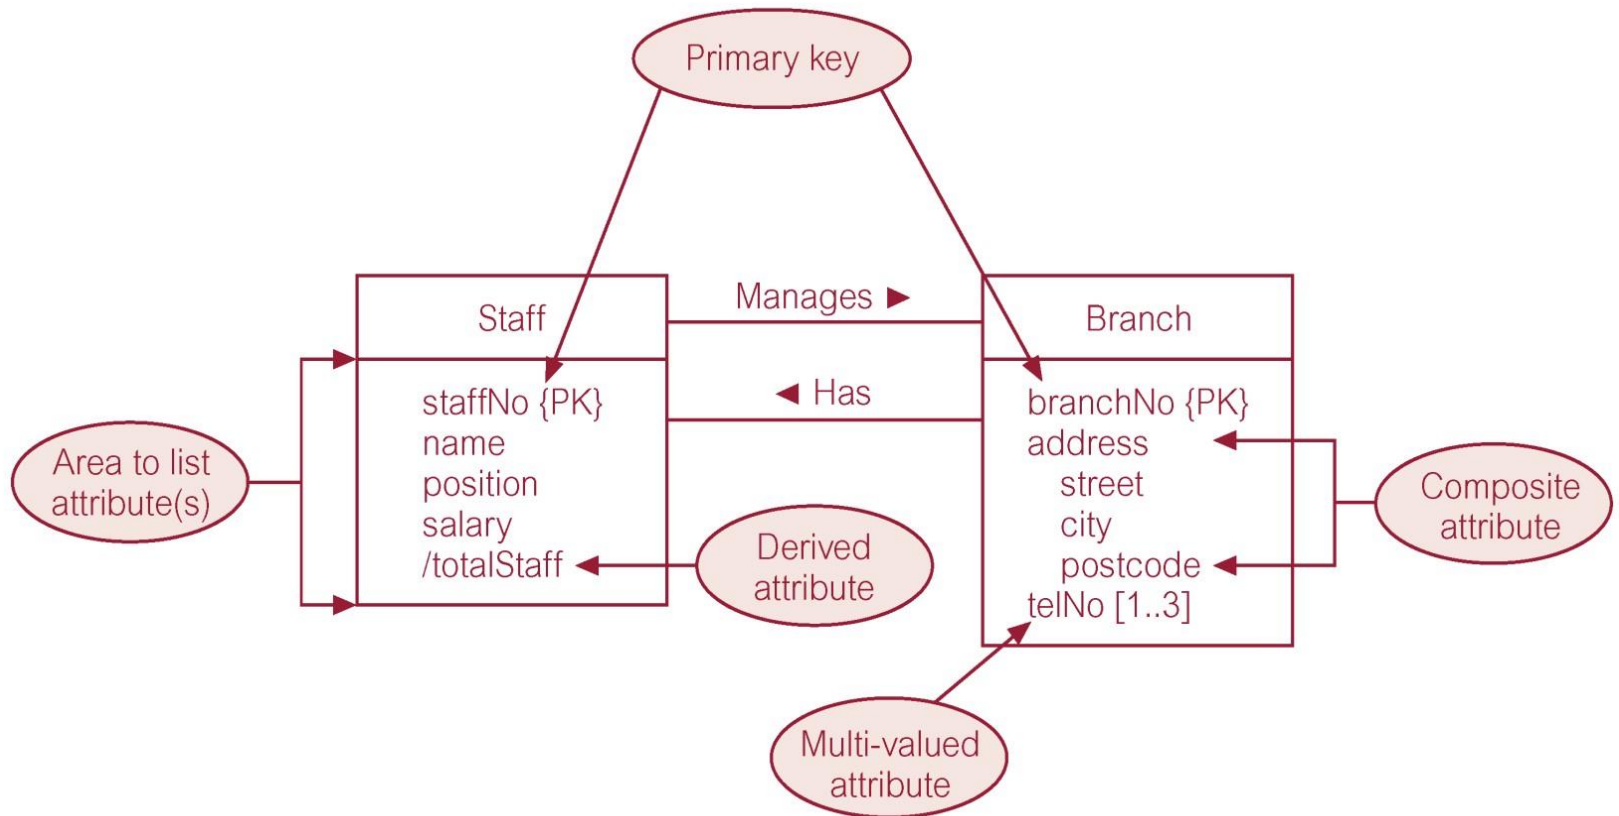 Primary key
Staff
Manages ►
Branch
◄ Has
staffNo {PK}
name
position
salary
/totalStaff
branchNo {PK}
address
street
city
postcode
telNo [1..3]
Area to list
attribute(s)
Derived
attribute
Composite
attribute
Multi-valued
attribute